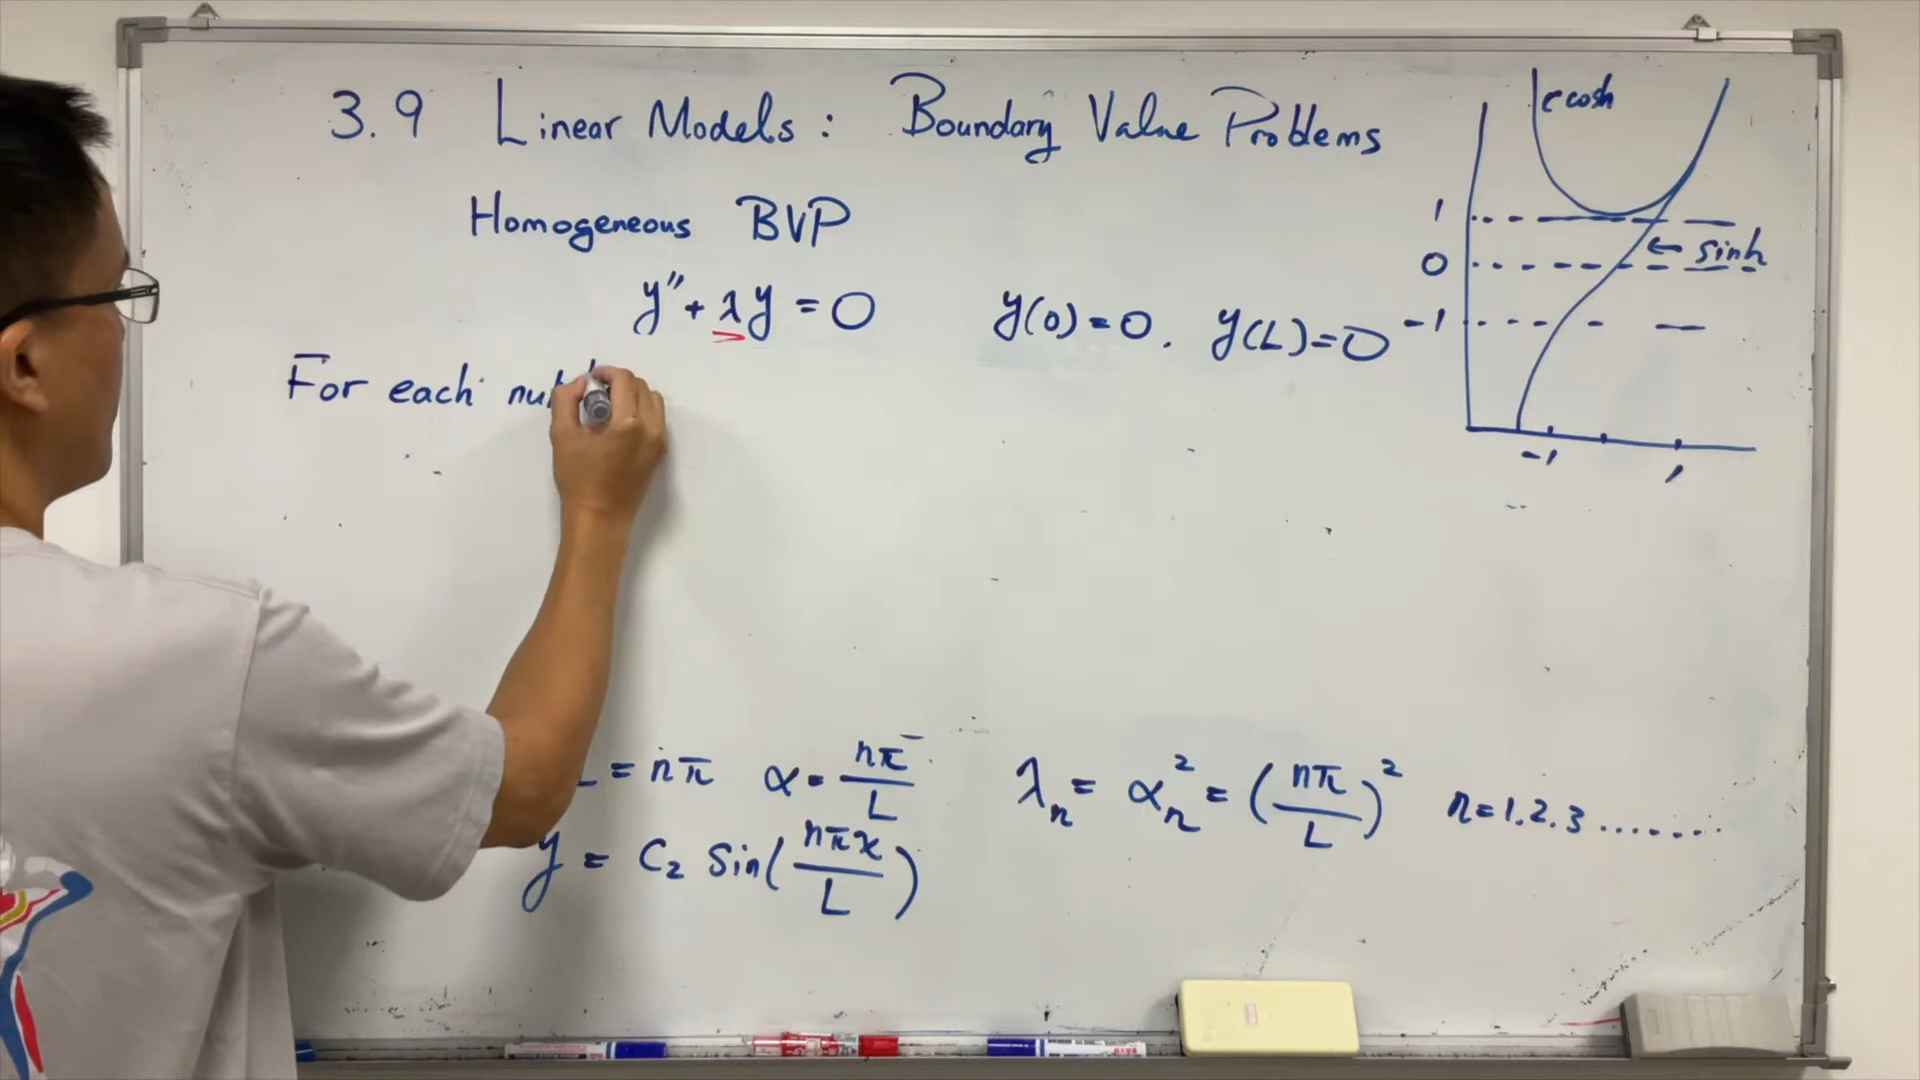 3.9 Linear Models: Boundary Value Problems
Homogeneous BVP
y″ + λy = 0 y(0) = 0. y(L) = 0
For each
= nπ α = nπ/L λₙ = αₙ² = (nπ/L)² n = 1.2.3.......
y = C₂ Sin(nπx/L)
cosh
1
← sinh
0
-1
-1 1